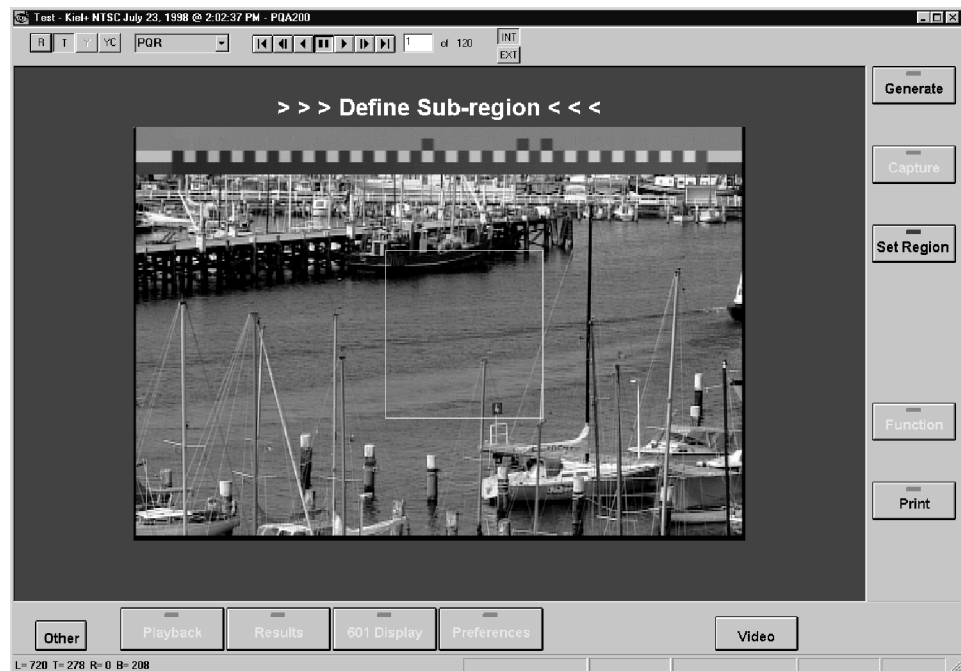 Test - Kiel+ NTSC July 23, 1998 @ 2:02:37 PM - PQA200
R T Y YC PQR 1 of 120 INT
EXT
> > > Define Sub-region < < <
Generate
Capture
Set Region
Function
Print
Other Playback Results 601 Display Preferences Video
L= 720 T= 278 R= 0 B= 208